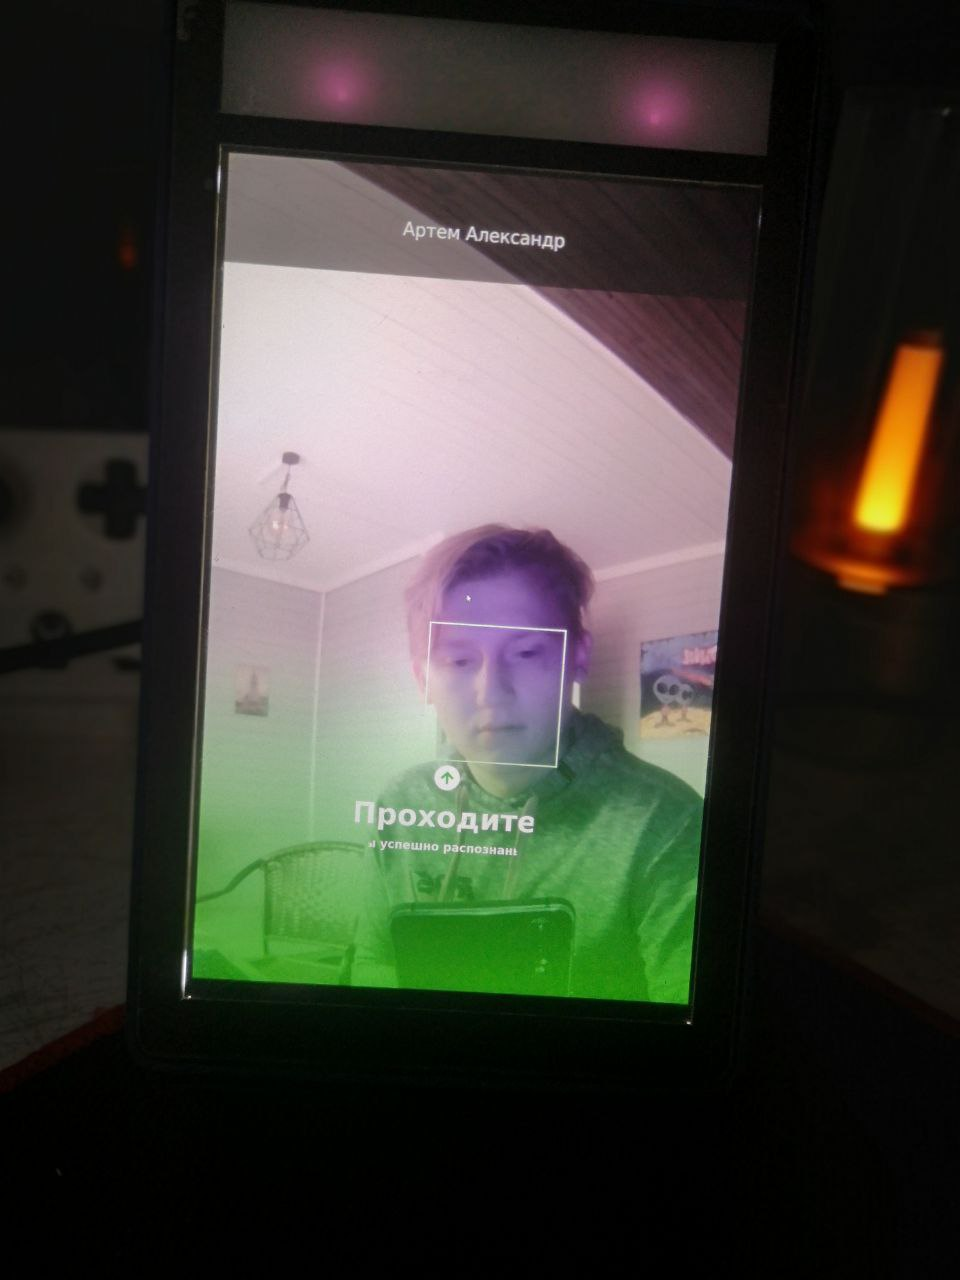 Артем Александр
Проходите
ы успешно распознан